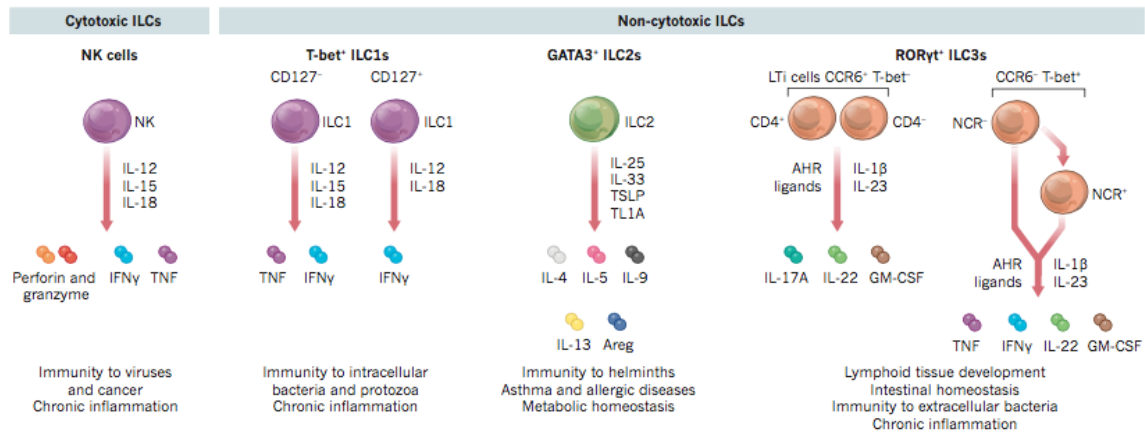 Cytotoxic ILCs
Non-cytotoxic ILCs
NK cells
T-bet⁺ ILC1s
GATA3⁺ ILC2s
RORγt⁺ ILC3s
CD127⁻
CD127⁺
LTi cells CCR6⁺ T-bet⁻
CCR6⁻ T-bet⁺
NK
ILC1
ILC1
ILC2
CD4⁺
CD4⁻
NCR⁻
NCR⁺
IL-12
IL-15
IL-18
IL-12
IL-15
IL-18
IL-12
IL-18
IL-25
IL-33
TSLP
TL1A
AHR
ligands
IL-1β
IL-23
AHR
ligands
IL-1β
IL-23
Perforin and
granzyme
IFNγ
TNF
TNF
IFNγ
IFNγ
IL-4
IL-5
IL-9
IL-13
Areg
IL-17A
IL-22
GM-CSF
TNF
IFNγ
IL-22
GM-CSF
Immunity to viruses
and cancer
Chronic inflammation
Immunity to intracellular
bacteria and protozoa
Chronic inflammation
Immunity to helminths
Asthma and allergic diseases
Metabolic homeostasis
Lymphoid tissue development
Intestinal homeostasis
Immunity to extracellular bacteria
Chronic inflammation